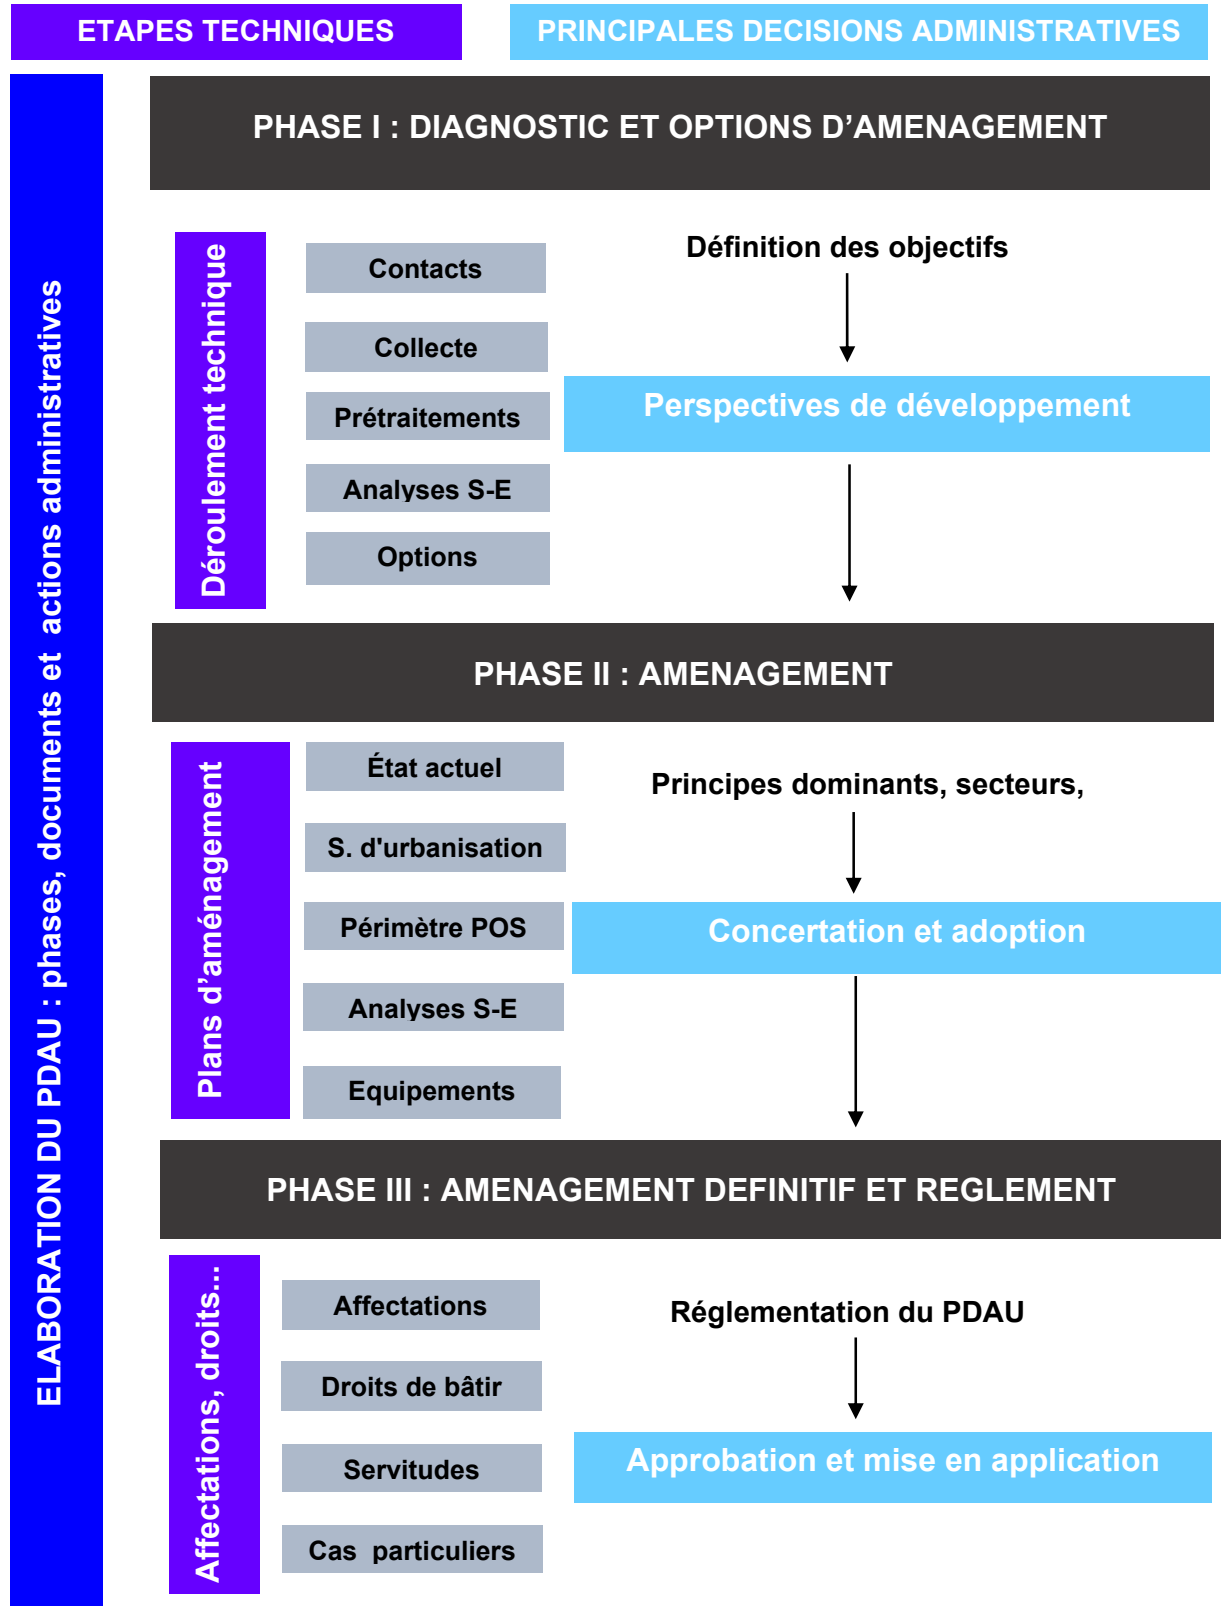 ETAPES TECHNIQUES
PRINCIPALES DECISIONS ADMINISTRATIVES
ELABORATION DU PDAU : phases, documents et actions administratives
PHASE I : DIAGNOSTIC ET OPTIONS D’AMENAGEMENT
Déroulement technique
Contacts
Collecte
Prétraitements
Analyses S-E
Options
Définition des objectifs
Perspectives de développement
PHASE II : AMENAGEMENT
Plans d’aménagement
État actuel
S. d'urbanisation
Périmètre POS
Analyses S-E
Equipements
Principes dominants, secteurs,
Concertation et adoption
PHASE III : AMENAGEMENT DEFINITIF ET REGLEMENT
Affectations, droits...
Affectations
Droits de bâtir
Servitudes
Cas particuliers
Réglementation du PDAU
Approbation et mise en application